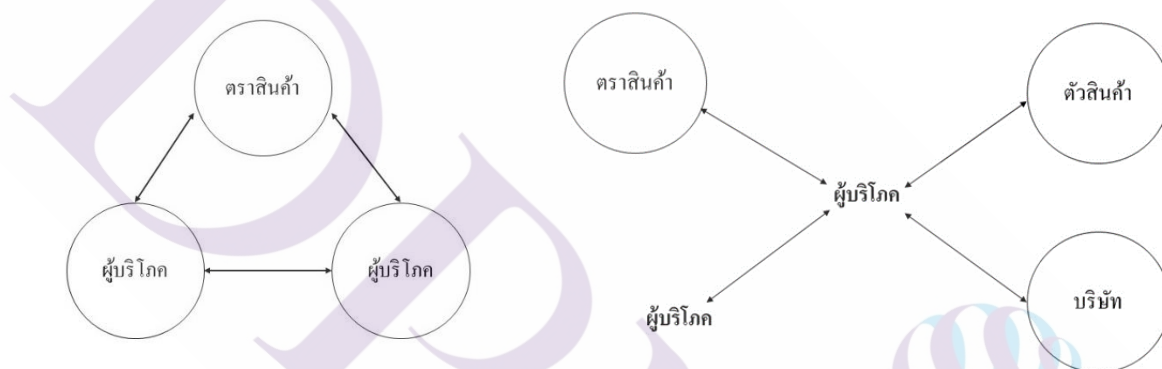 ตราสินค้า
ผู้บริโภค
ผู้บริโภค
ตราสินค้า
ตัวสินค้า
ผู้บริโภค
ผู้บริโภค
บริษัท